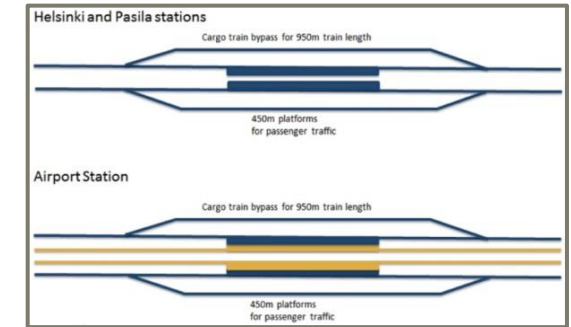 Helsinki and Pasila stations
Cargo train bypass for 950m train length
450m platforms
for passenger traffic
Airport Station
Cargo train bypass for 950m train length
450m platforms
for passenger traffic